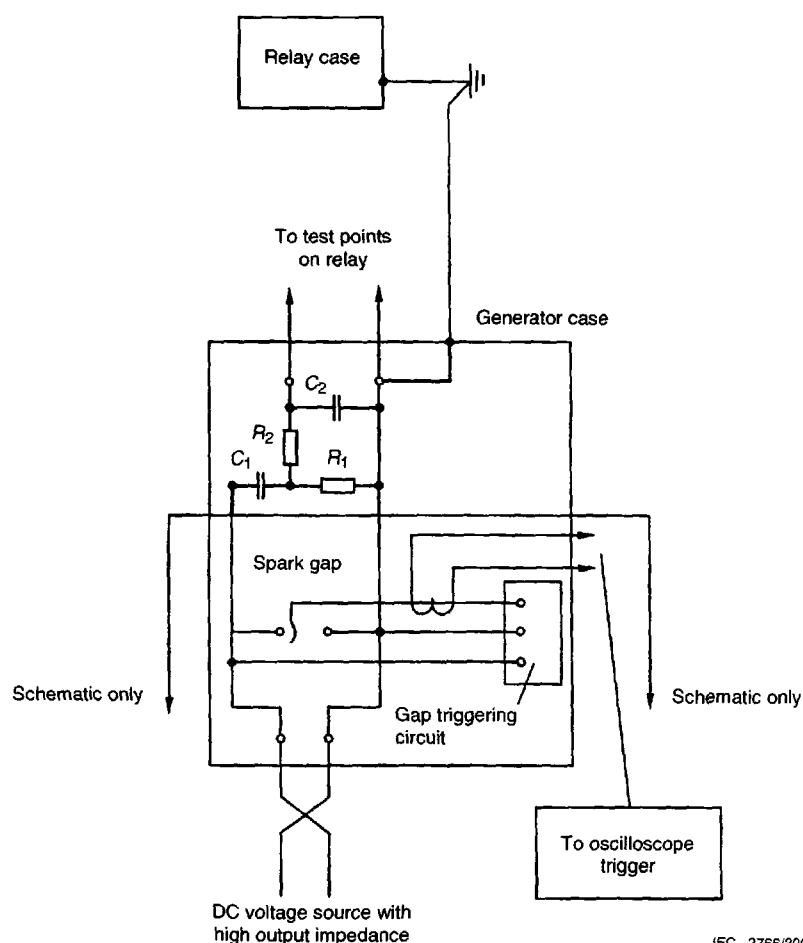 Relay case
To test points
on relay
Generator case
C2
R2
C1
R1
Spark gap
Schematic only
Schematic only
Gap triggering
circuit
To oscilloscope
trigger
DC voltage source with
high output impedance